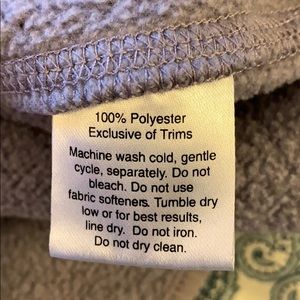 100% Polyester
Exclusive of Trims
Machine wash cold, gentle
cycle, separately. Do not
bleach. Do not use
fabric softeners. Tumble dry
low or for best results,
line dry. Do not iron.
Do not dry clean.